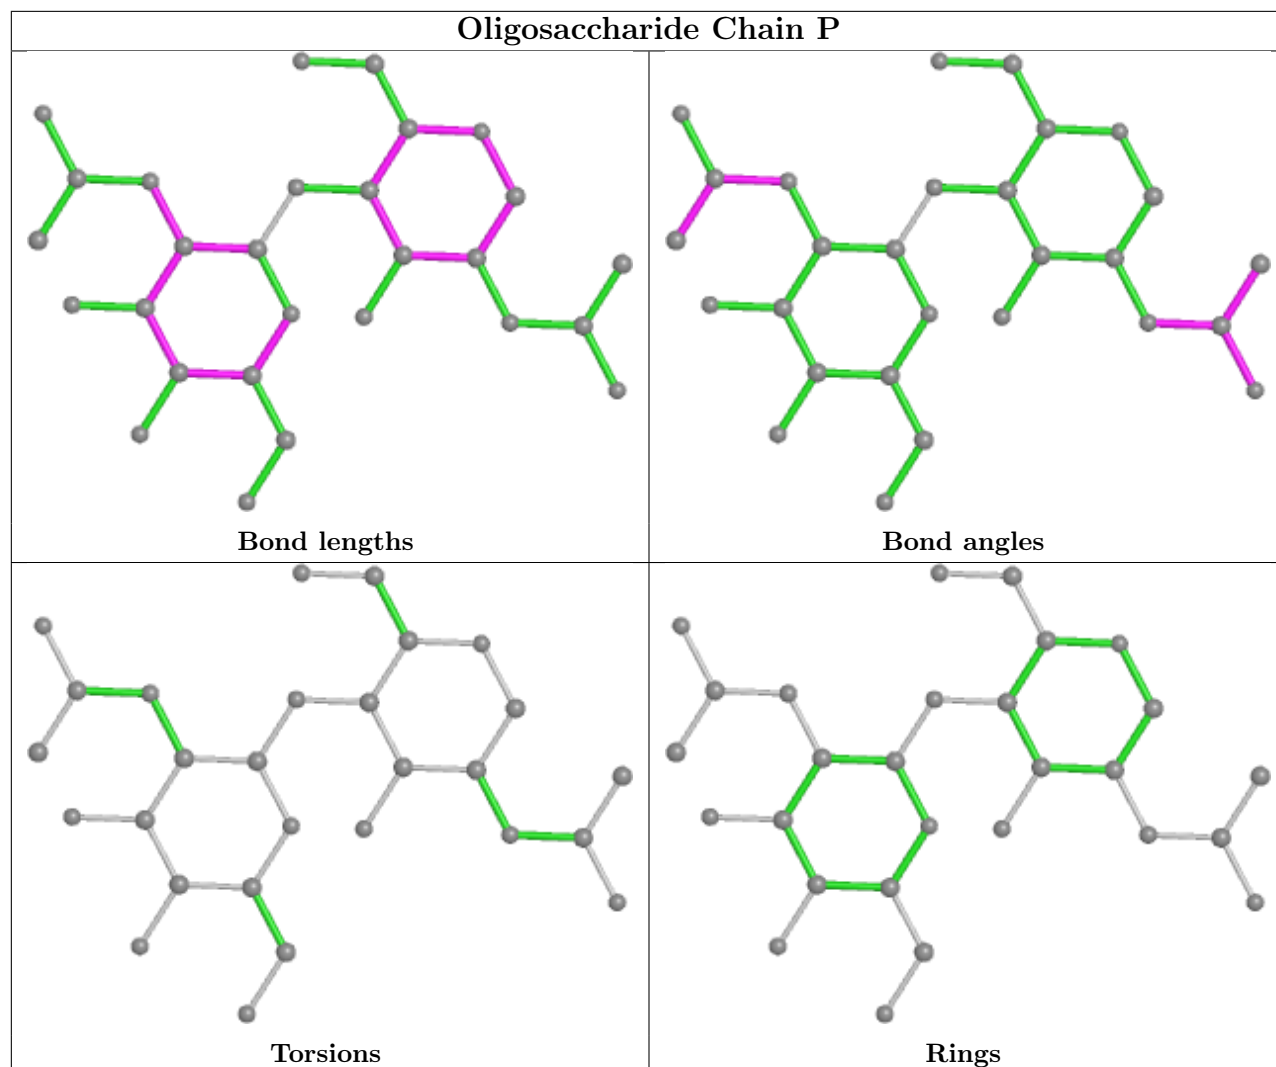 Oligosaccharide Chain P
Bond lengths
Bond angles
Torsions
Rings